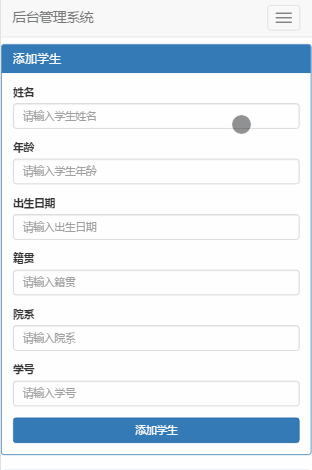 后台管理系统
添加学生
姓名
请输入学生姓名
年龄
请输入学生年龄
出生日期
请输入出生日期
籍贯
请输入籍贯
院系
请输入院系
学号
请输入学号
添加学生